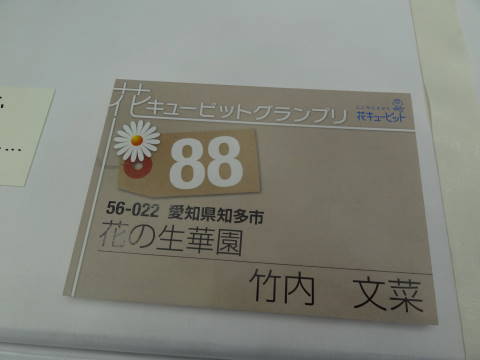 花キューピットグランプリ
花キューピット
88
56-022 愛知県知多市
花の生華園
竹内 文菜